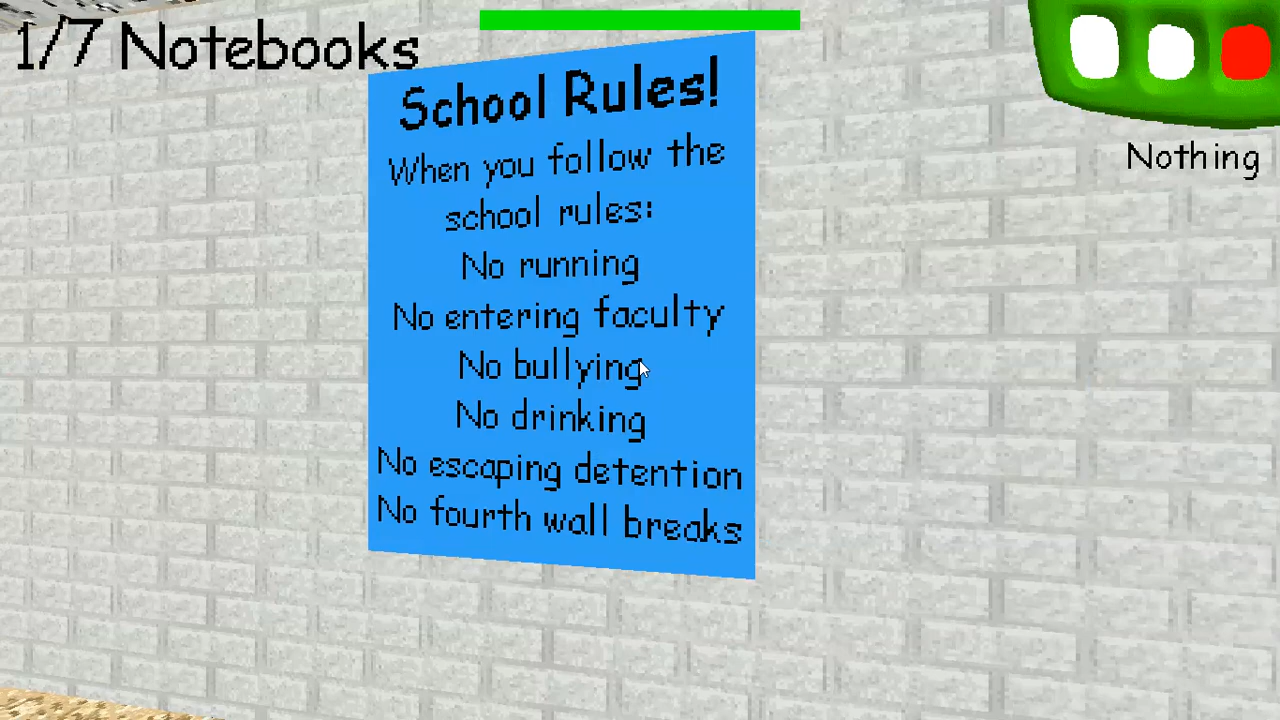 1/7 Notebooks
School Rules!
When you follow the
school rules:
No running
No entering faculty
No bullying
No drinking
No escaping detention
No fourth wall breaks
Nothing